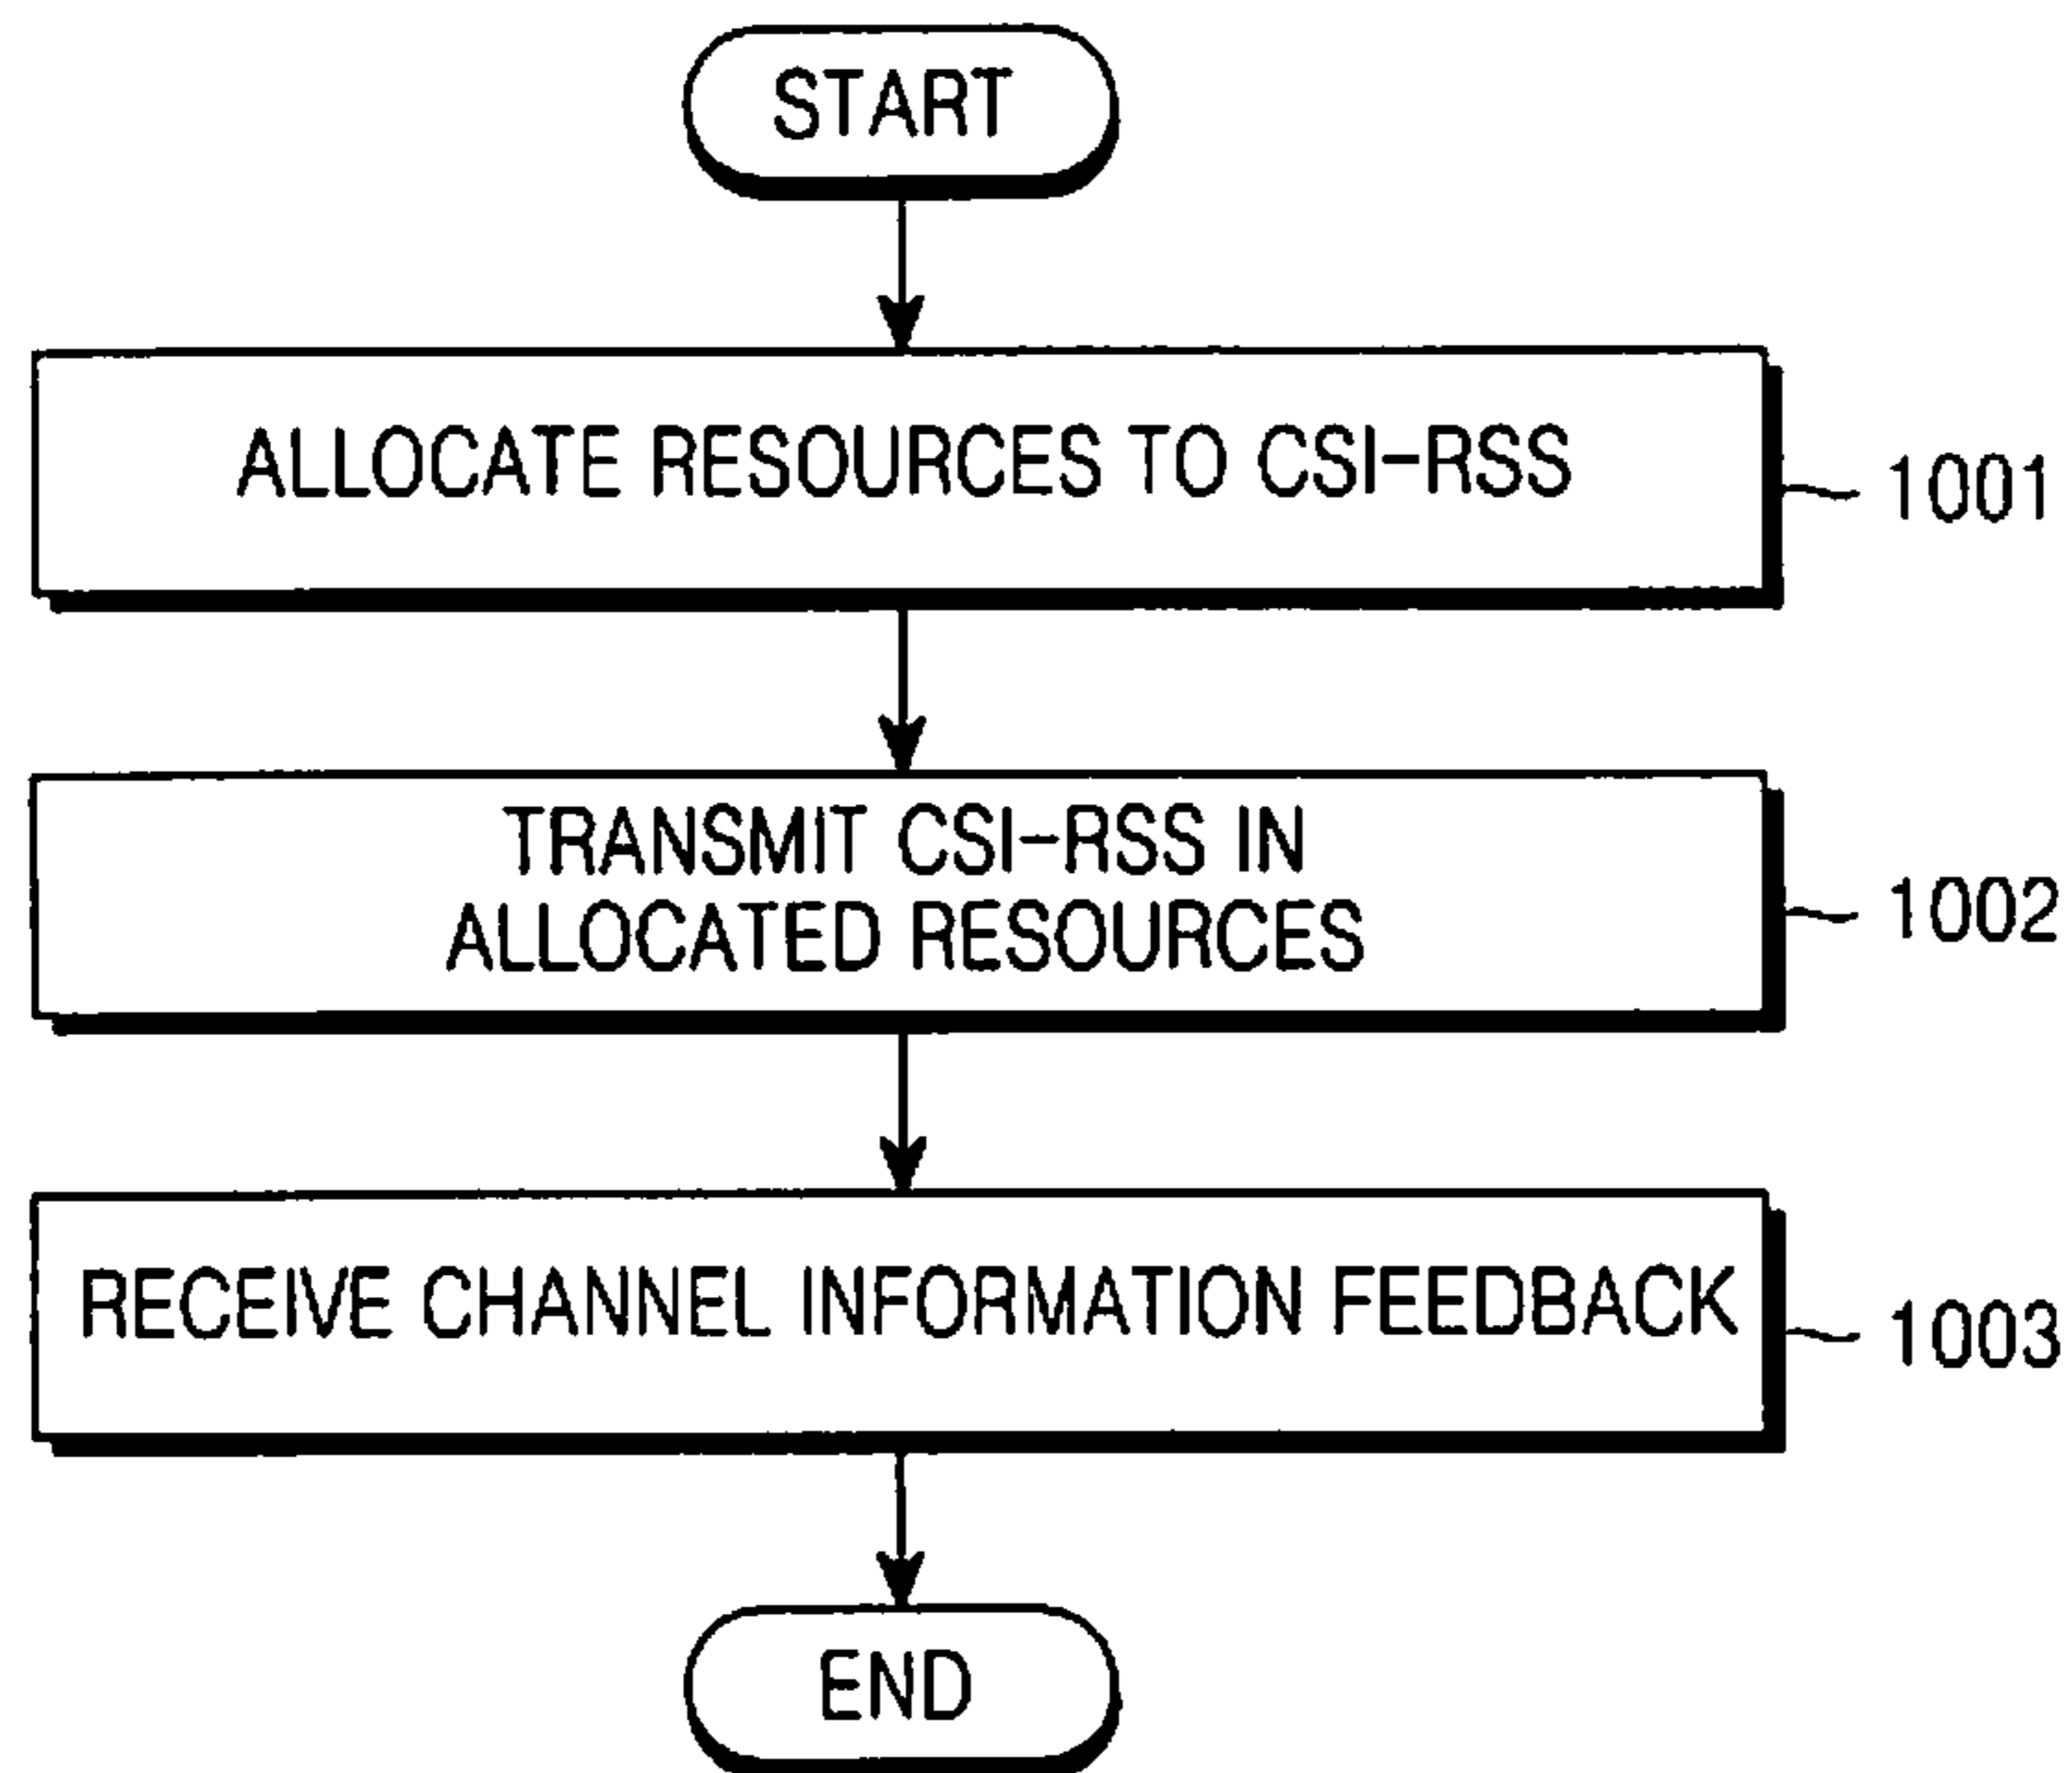 START
ALLOCATE RESOURCES TO CSI-RSS
1001
TRANSMIT CSI-RSS IN
ALLOCATED RESOURCES
1002
RECEIVE CHANNEL INFORMATION FEEDBACK
1003
END